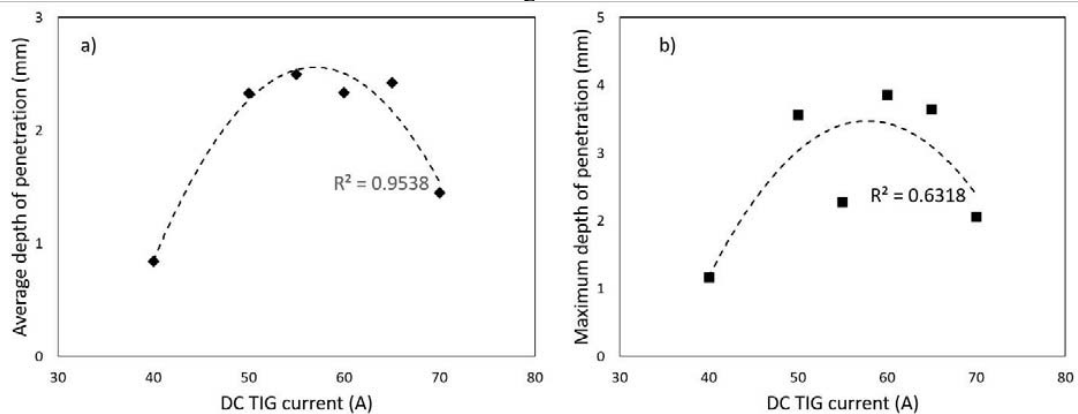 a)
3
2
1
0
Average depth of penetration (mm)
R² = 0.9538
30 40 50 60 70 80
DC TIG current (A)
b)
5
4
3
2
1
0
Maximum depth of penetration (mm)
R² = 0.6318
30 40 50 60 70 80
DC TIG current (A)